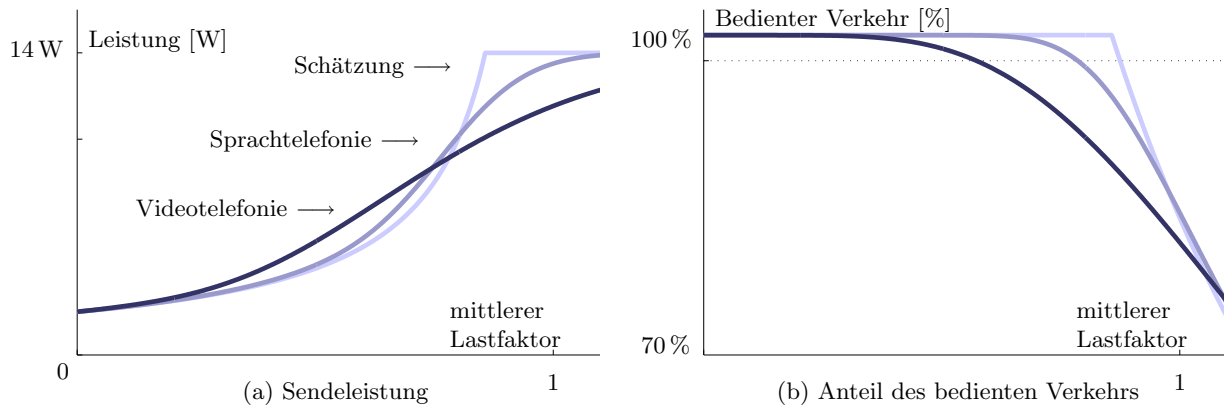 Leistung [W]
14 W
Schätzung
Sprachtelefonie
Videotelefonie
mittlerer
Lastfaktor
0
1
(a) Sendeleistung
Bedienter Verkehr [%]
100 %
mittlerer
Lastfaktor
70 %
1
(b) Anteil des bedienten Verkehrs